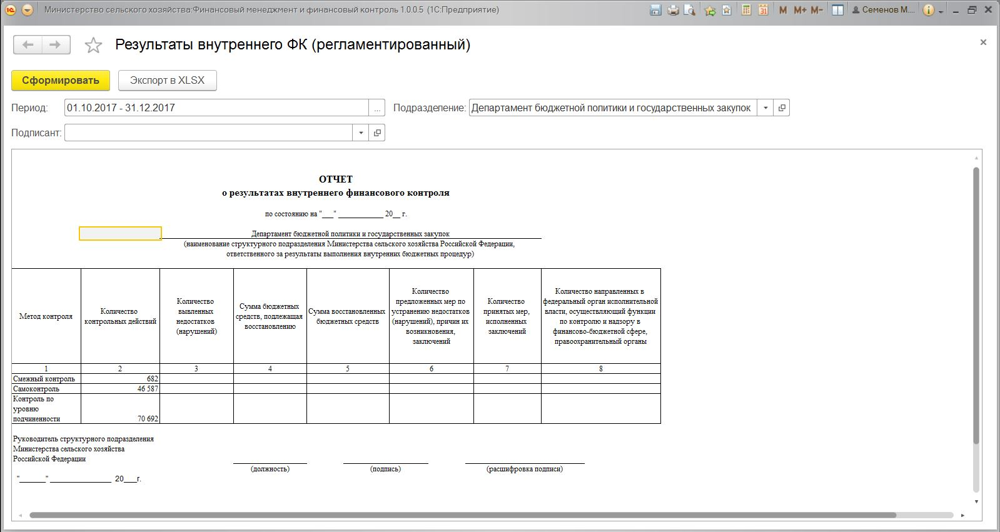 Министерство сельского хозяйства:Финансовый менеджмент и финансовый контроль 1.0.0.5 (1С:Предприятие)
M M+ M- Семенов М....
Результаты внутреннего ФК (регламентированный)
Сформировать Экспорт в XLSX
Период: 01.10.2017 - 31.12.2017 ... Подразделение: Департамент бюджетной политики и государственных закупок
Подписант:
ОТЧЕТ
о результатах внутреннего финансового контроля
по состоянию на "___" ____________ 20__ г.
Департамент бюджетной политики и государственных закупок
(наименование структурного подразделения Министерства сельского хозяйства Российской Федерации,
ответственного за результаты выполнения внутренних бюджетных процедур)
Метод контроля
Количество
контрольных действий
Количество
вывленных
недостатков
(нарушений)
Сумма бюджетных
средств, подлежащая
восстановлению
Сумма восстановленных
бюджетных средств
Количество
предложенных мер по
устранению недостатков
(нарушений), причин их
возникновения,
заключений
Количество
принятых мер,
исполненных
заключений
Количество направленных в
федеральный орган исполнительной
власти, осуществляющий функции
по контролю и надзору в
финансово-бюджетной сфере,
правоохранительный органы
1 2 3 4 5 6 7 8
Смежный контроль 682
Самоконтроль 46 587
Контроль по
уровню
подчиненности 70 692
Руководитель структурного подразделения
Министерства сельского хозяйства
Российской Федерации
(должность) (подпись) (расшифровка подписи)
"______" ______________ 20___г.